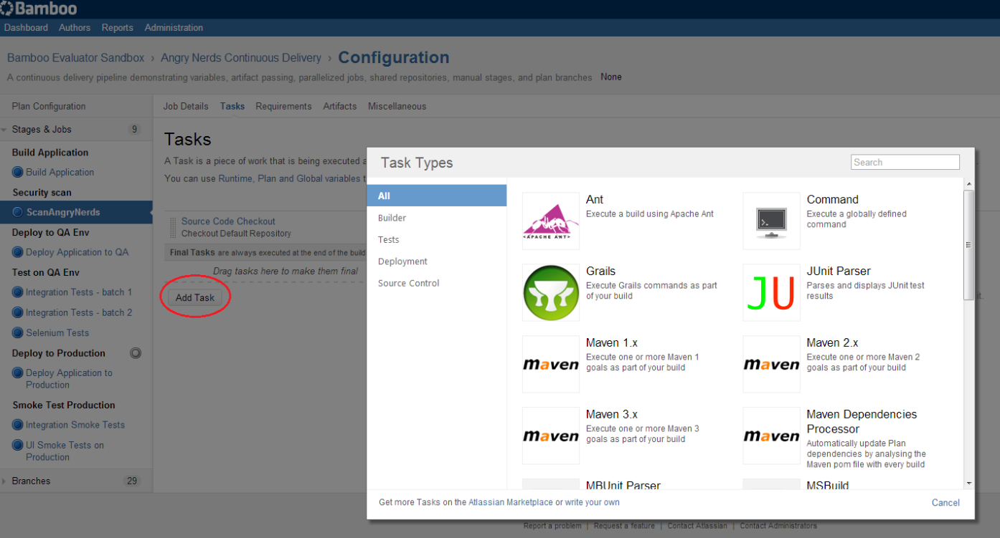 Bamboo
Dashboard Authors Reports Administration
Bamboo Evaluator Sandbox › Angry Nerds Continuous Delivery › Configuration
A continuous delivery pipeline demonstrating variables, artifact passing, parallelized jobs, shared repositories, manual stages, and plan branches None
Plan Configuration
Stages & Jobs 9
Build Application
Build Application
Security scan
ScanAngryNerds
Deploy to QA Env
Deploy Application to QA
Test on QA Env
Integration Tests - batch 1
Integration Tests - batch 2
Selenium Tests
Deploy to Production
Deploy Application to
Production
Smoke Test Production
Integration Smoke Tests
UI Smoke Tests on
Production
Branches 29
Job Details Tasks Requirements Artifacts Miscellaneous
Tasks
A Task is a piece of work that is being executed a
You can use Runtime, Plan and Global variables t
Source Code Checkout
Checkout Default Repository
Final Tasks are always executed at the end of the build
Drag tasks here to make them final
Add Task
Task Types
Search
All
Builder
Tests
Deployment
Source Control
APACHE ANT
Ant
Execute a build using Apache Ant
>_
Command
Execute a globally defined
command
Grails
Execute Grails commands as part
of your build
JU
JUnit Parser
Parses and displays JUnit test
results
maven
Maven 1.x
Execute one or more Maven 1
goals as part of your build
maven
Maven 2.x
Execute one or more Maven 2
goals as part of your build
maven
Maven 3.x
Execute one or more Maven 3
goals as part of your build
maven
Maven Dependencies
Processor
Automatically update Plan
dependencies by analysing the
Maven pom file with every build
MBUnit Parser
MSBuild
Get more Tasks on the Atlassian Marketplace or write your own
Cancel
t.
Report a problem | Request a feature | Contact Atlassian | Contact Administrators